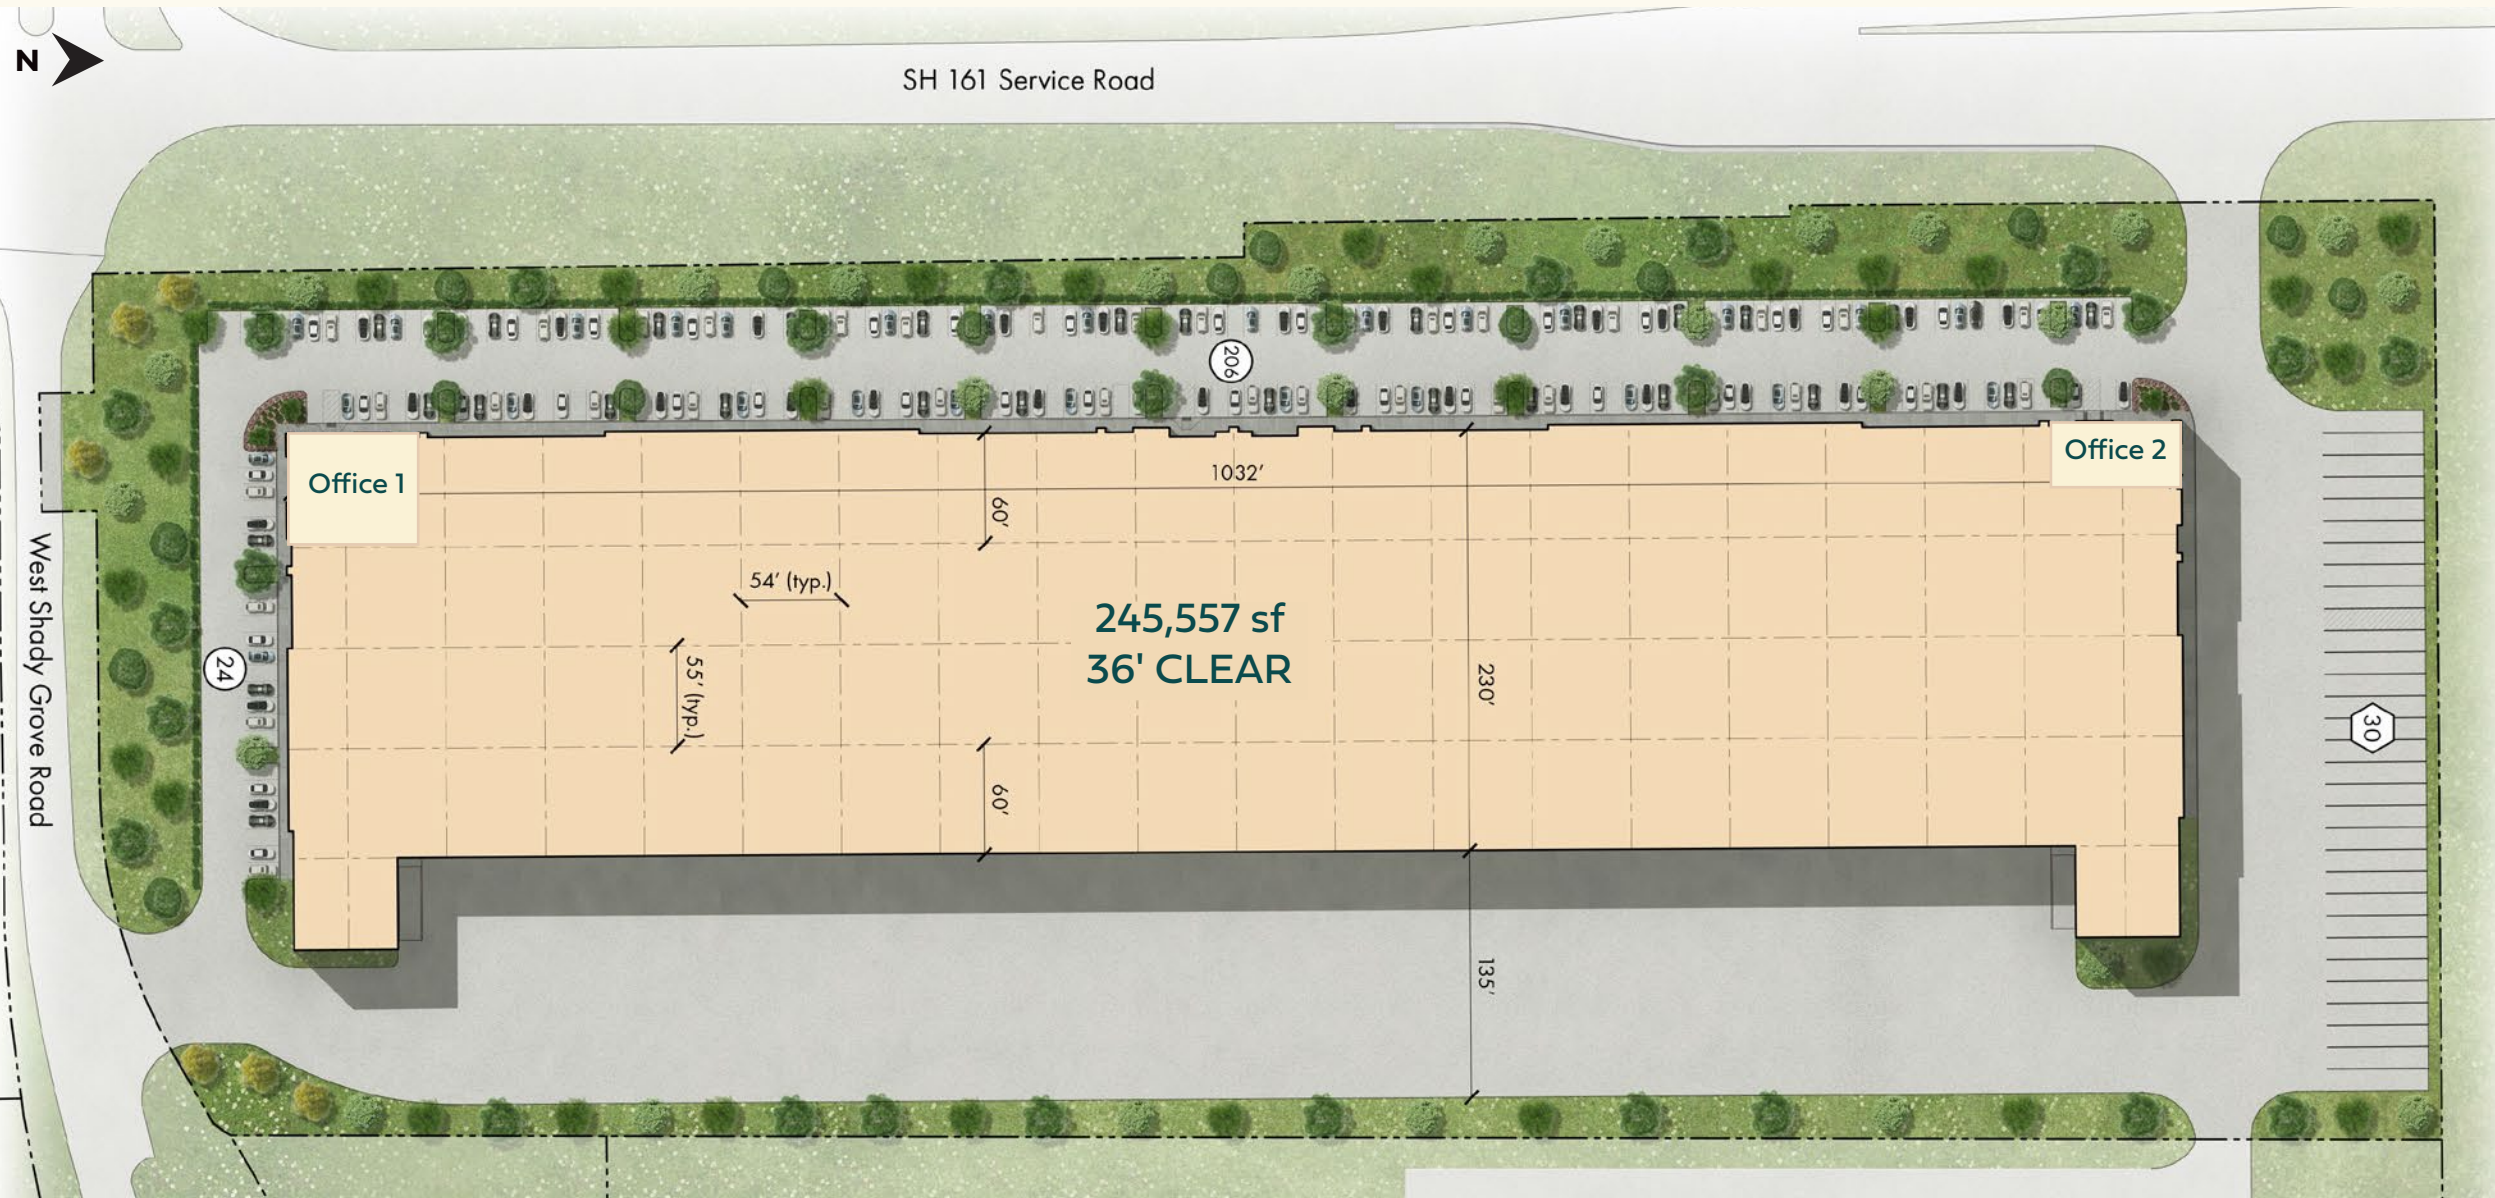 N
SH 161 Service Road
206
Office 1
Office 2
1032'
60'
54' (typ.)
245,557 sf
36' CLEAR
55' (typ.)
230'
24
West Shady Grove Road
30
60'
135'